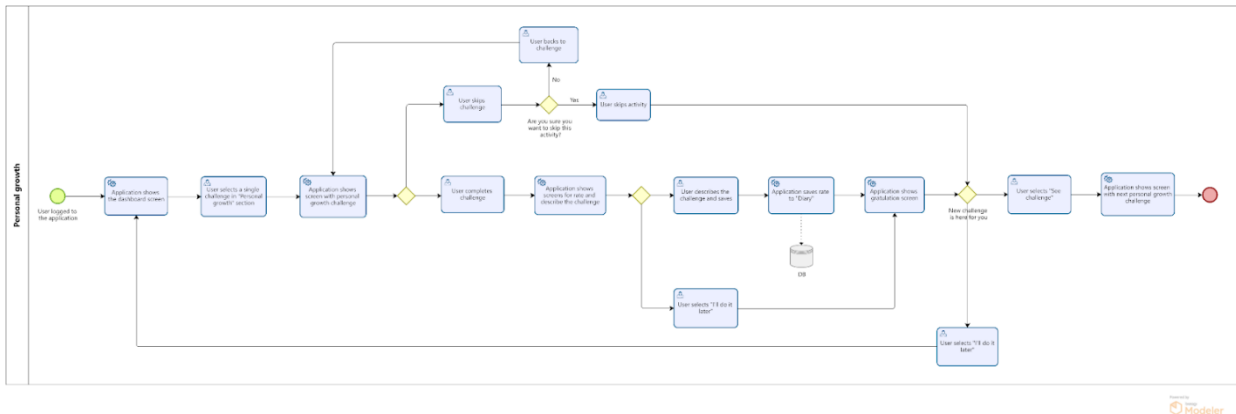 Personal growth
User backs to
challenge
No
User skips
challenge
Yes
User skips activity
Are you sure you
want to skip this
activity?
User logged to
the application
Application shows
the dashboard screen
User selects a single
challenge in "Personal
growth" section
Application shows
screen with personal
growth challenge
User completes
challenge
Application shows
screens for rate and
describe the challenge
User describes the
challenge and saves
Application saves rate
to "Diary"
Application shows
gratulation screen
New challenge
is here for you
User selects "See
challenge"
Application shows screen
with next personal growth
challenge
DB
User selects "I'll do it
later"
User selects "I'll do it
later"
Modeler